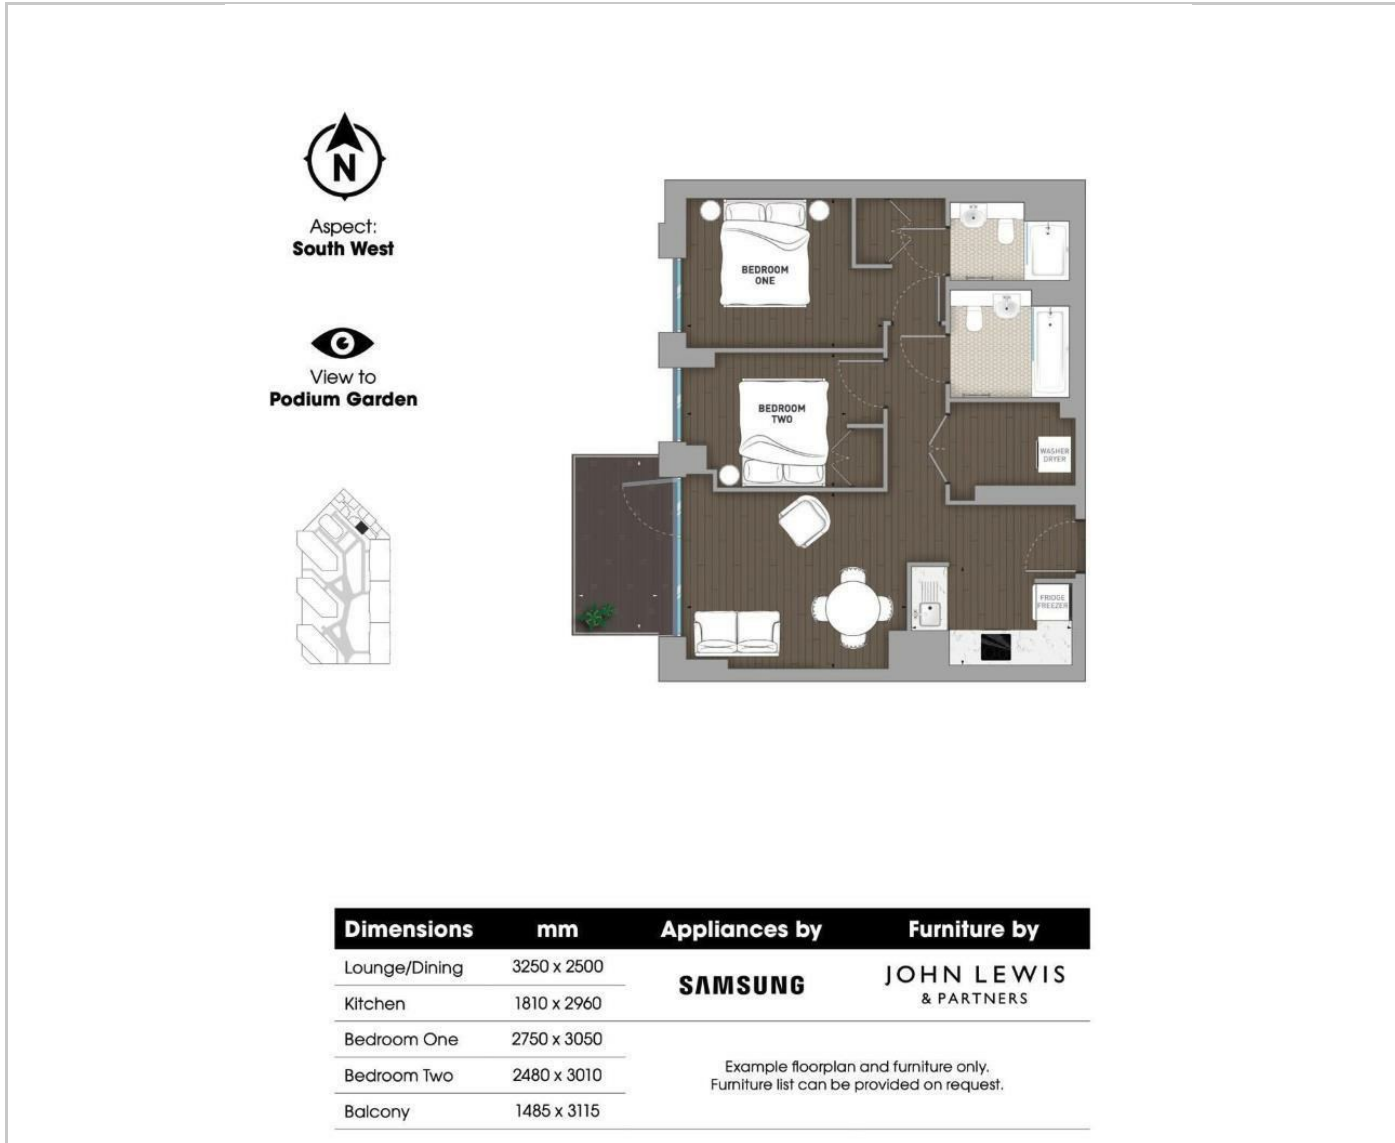 N
Aspect:
South West
View to
Podium Garden
BEDROOM
ONE
BEDROOM
TWO
WASHER
DRYER
FRIDGE
FREEZER
Dimensions mm Appliances by Furniture by
Lounge/Dining 3250 x 2500
SAMSUNG
JOHN LEWIS
& PARTNERS
Kitchen 1810 x 2960
Bedroom One 2750 x 3050
Bedroom Two 2480 x 3010
Balcony 1485 x 3115
Example floorplan and furniture only.
Furniture list can be provided on request.